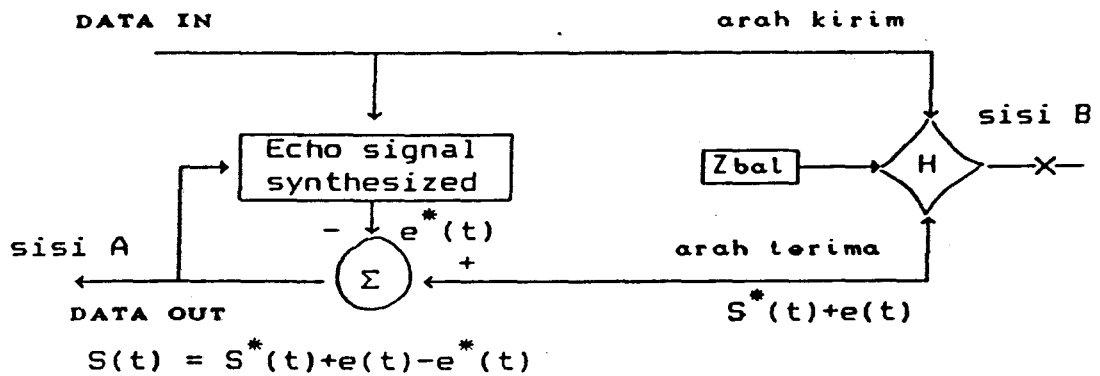 DATA IN
arah kirim
sisi B
Echo signal
synthesized
Zbal
H
- e*(t)
sisi A
+
arah terima
Σ
DATA OUT
S*(t)+e(t)
S(t) = S*(t)+e(t)-e*(t)